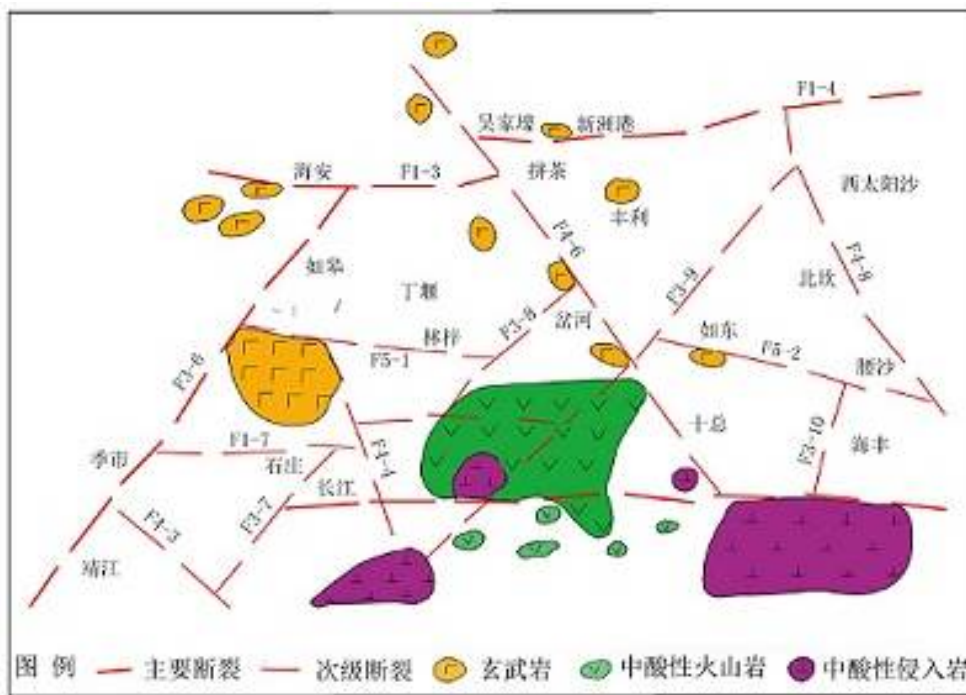 F1-4
吴家墩 新洲港
海安 F1-3 拼茶
西太阳沙
丰利
如皋 F4-6
丁堰 F3-9 北坎 F4-8
F3-8 岔河 如东
林梓
F5-1 F5-2 腰沙
F3-6
十总
F1-7 F4-4 F3-10 海丰
季市 石庄
长江
F4-3 F3-7
靖江
图 例 主要断裂 次级断裂 玄武岩 中酸性火山岩 中酸性侵入岩